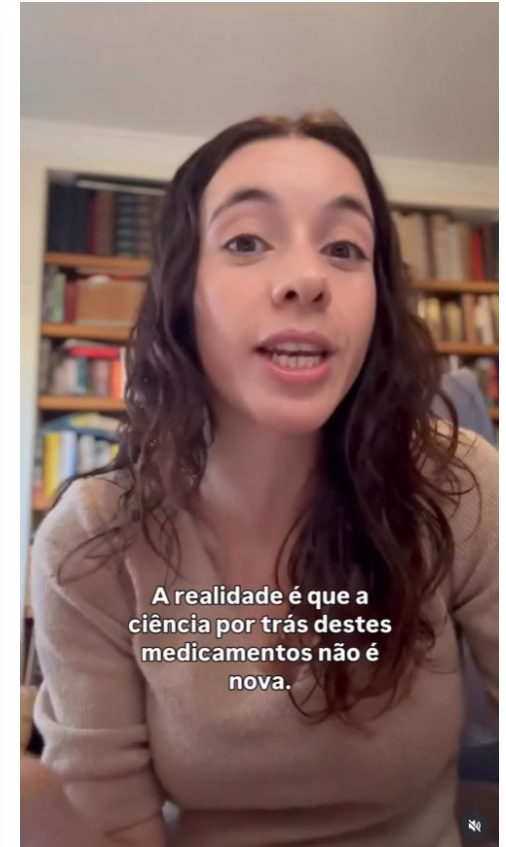 A realidade é que a
ciência por trás destes
medicamentos não é
nova.